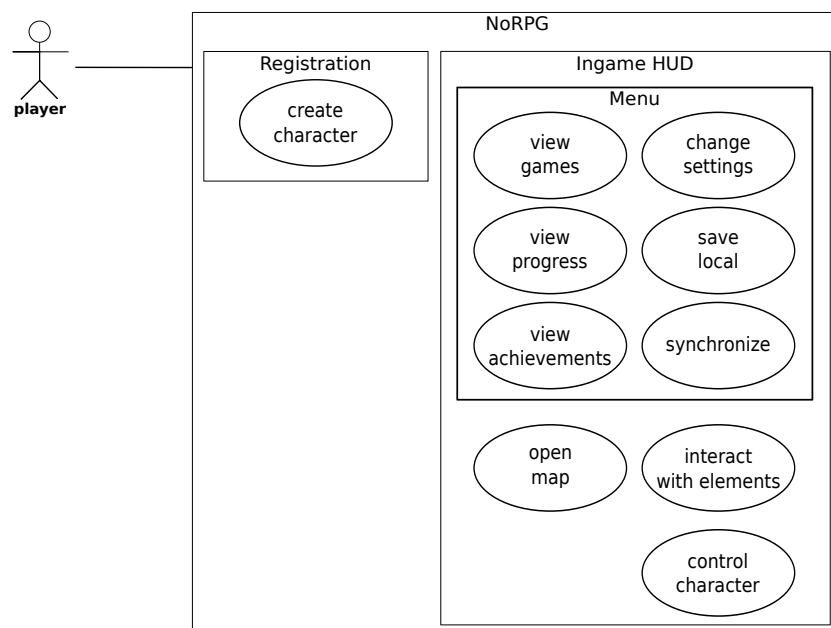 NoRPG
player
Registration
create
character
Ingame HUD
Menu
view
games
change
settings
view
progress
save
local
view
achievements
synchronize
open
map
interact
with elements
control
character